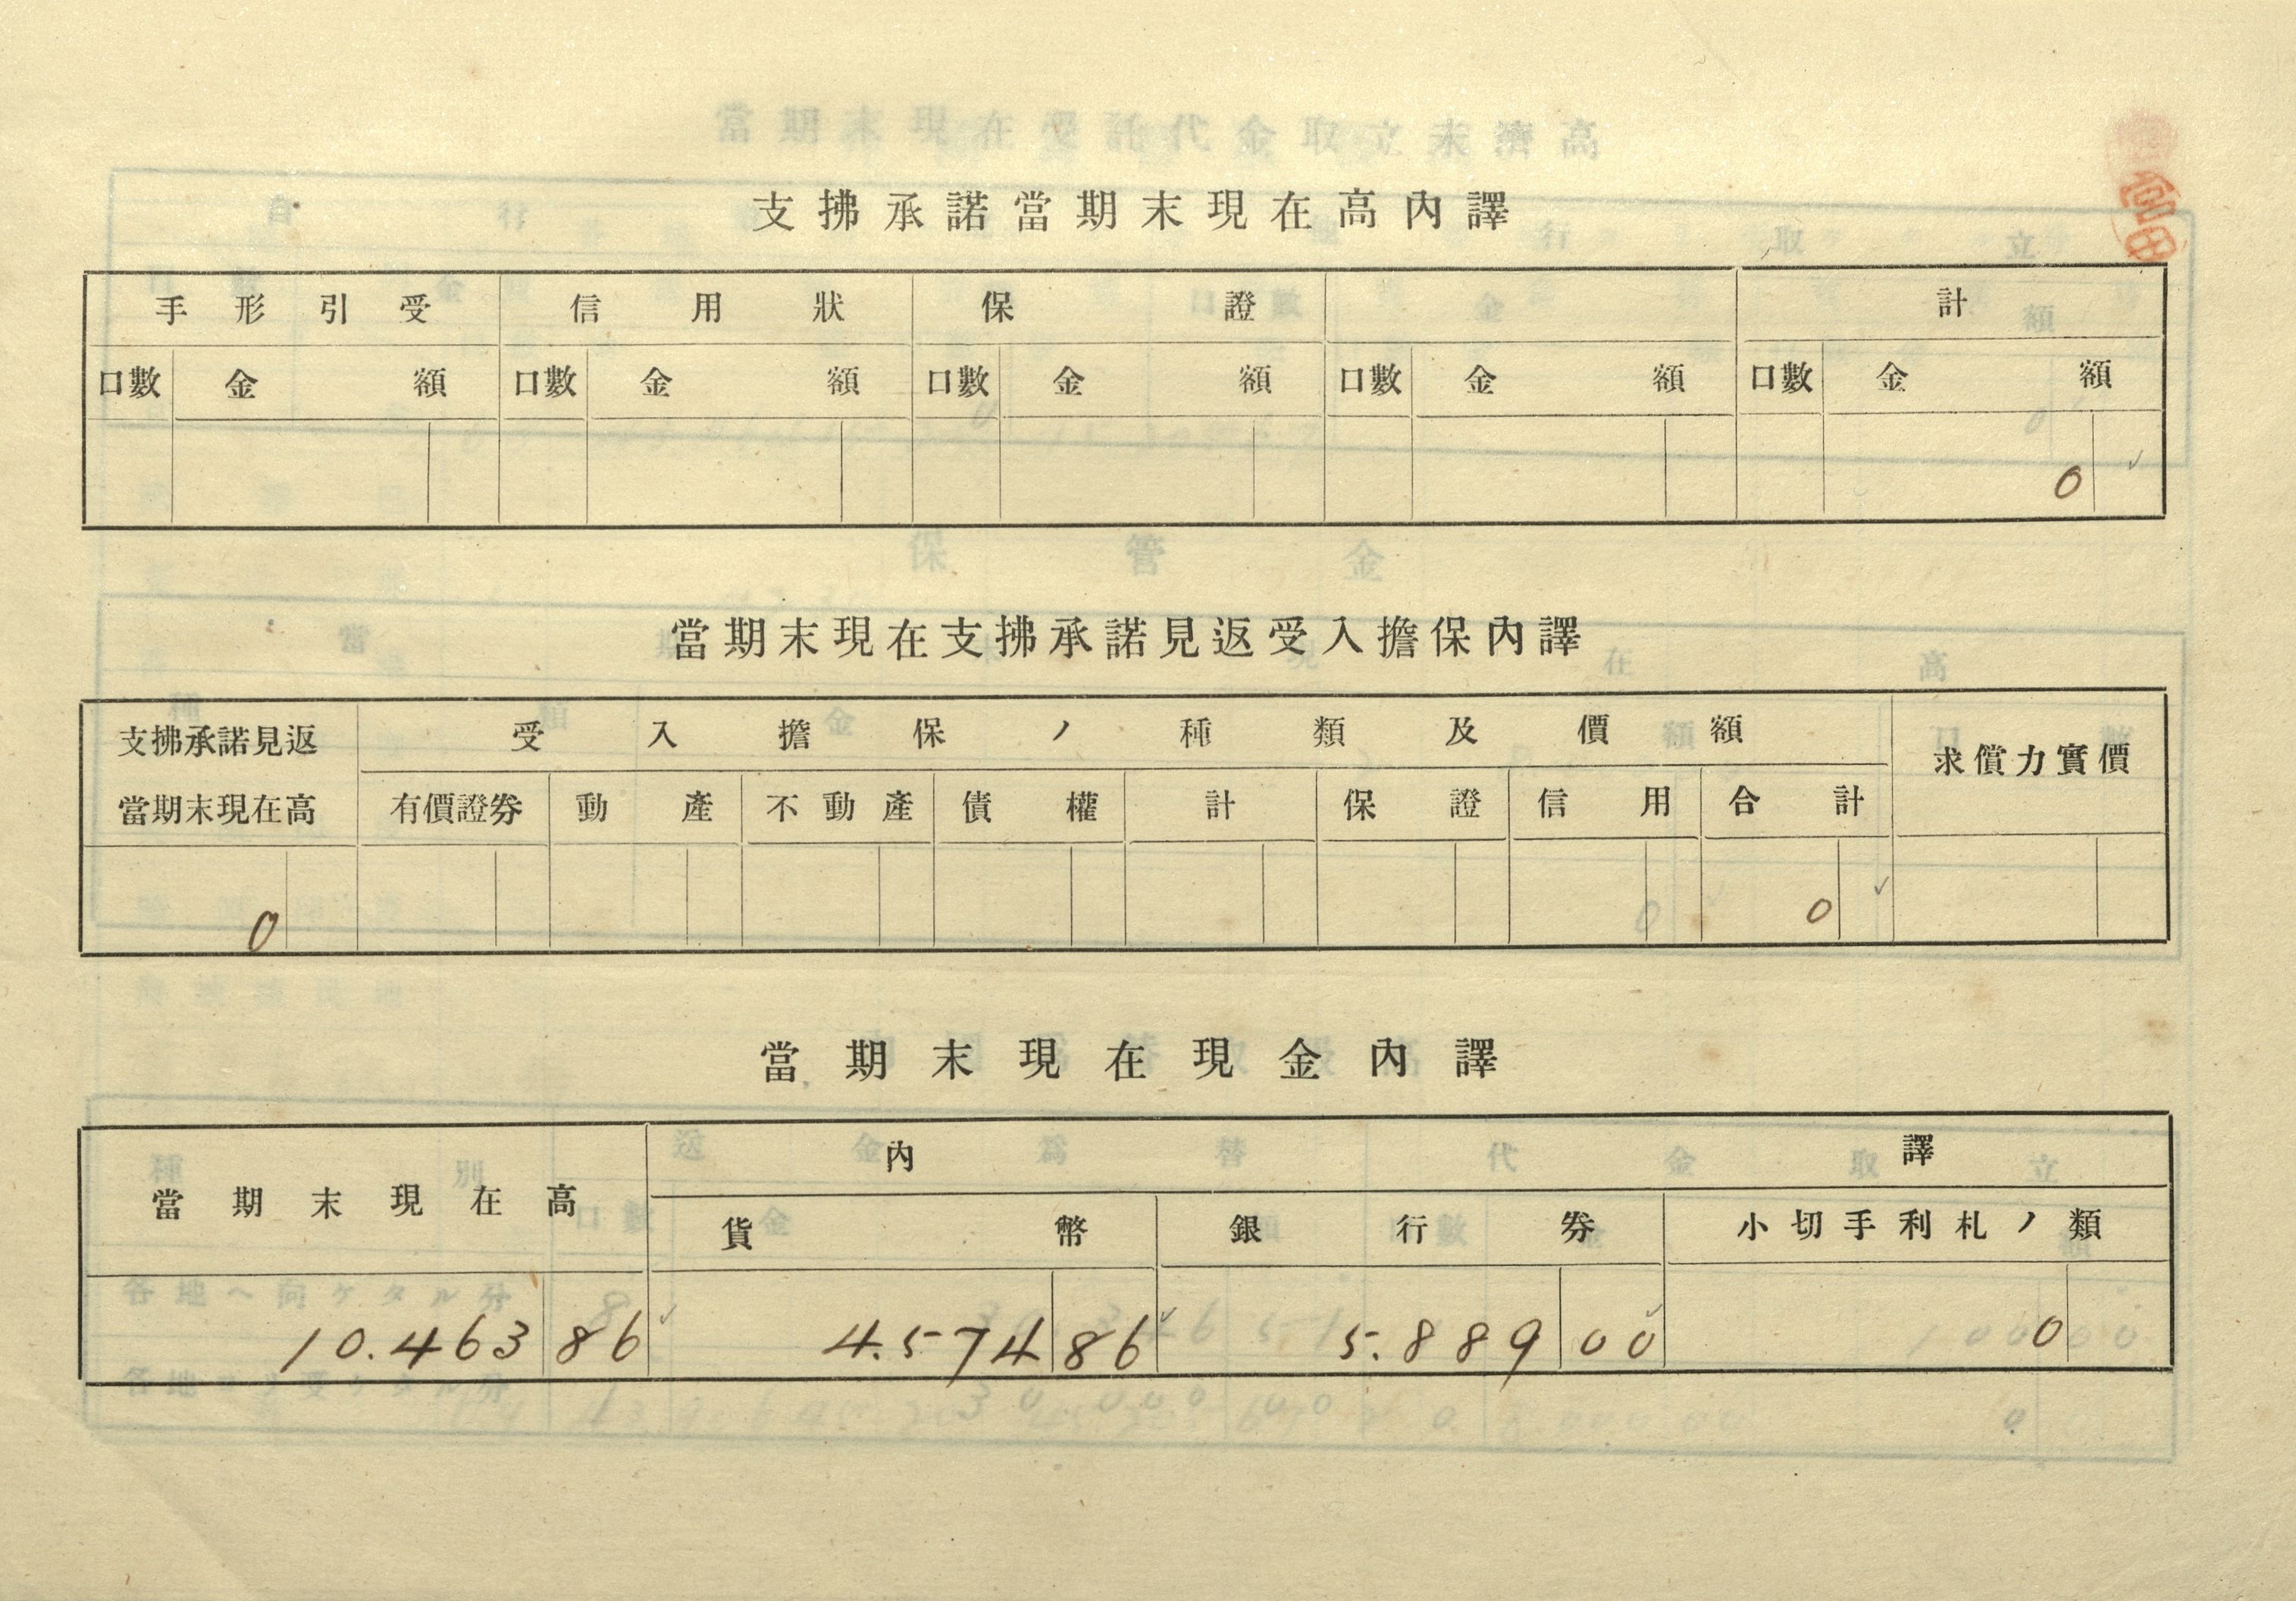 支拂承諾當期末現在高內譯
手形引受 信用狀 保證 計
口數 金額 口數 金額 口數 金額 口數 金額 口數 金額
0
當期末現在支拂承諾見返受入擔保內譯
支拂承諾見返當期末現在高 受入擔保ノ種類及價額 求償力實價
有價證券 動產 不動產 債權 計 保證 信用 合計
0 0
當期末現在現金內譯
當期末現在高 內譯
貨幣 銀行券 小切手利札ノ類
10.463 86 4.574 86 5.889 00 0